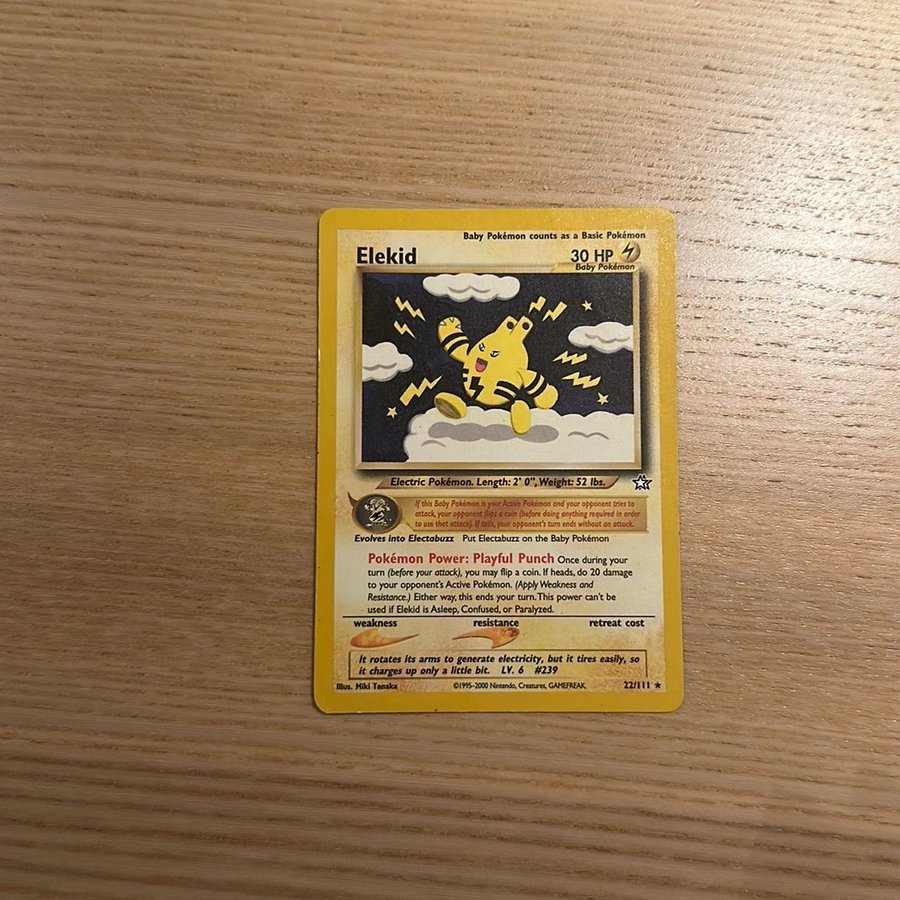 Baby Pokémon counts as a Basic Pokémon
Elekid 30 HP
Baby Pokémon
Electric Pokémon. Length: 2' 0", Weight: 52 lbs.
If this Baby Pokémon is your Active Pokémon and your opponent tries to
attack, your opponent flips a coin (before doing anything required in order
to use that attack). If tails, your opponent's turn ends without an attack.
Evolves into Electabuzz Put Electabuzz on the Baby Pokémon
Pokémon Power: Playful Punch Once during your
turn (before your attack), you may flip a coin. If heads, do 20 damage
to your opponent's Active Pokémon. (Apply Weakness and
Resistance.) Either way, this ends your turn. This power can't be
used if Elekid is Asleep, Confused, or Paralyzed.
weakness resistance retreat cost
It rotates its arms to generate electricity, but it tires easily, so
it charges up only a little bit. LV. 6 #239
Illus. Miki Tanaka ©1995-2000 Nintendo, Creatures, GAMEFREAK. 22/111 ★